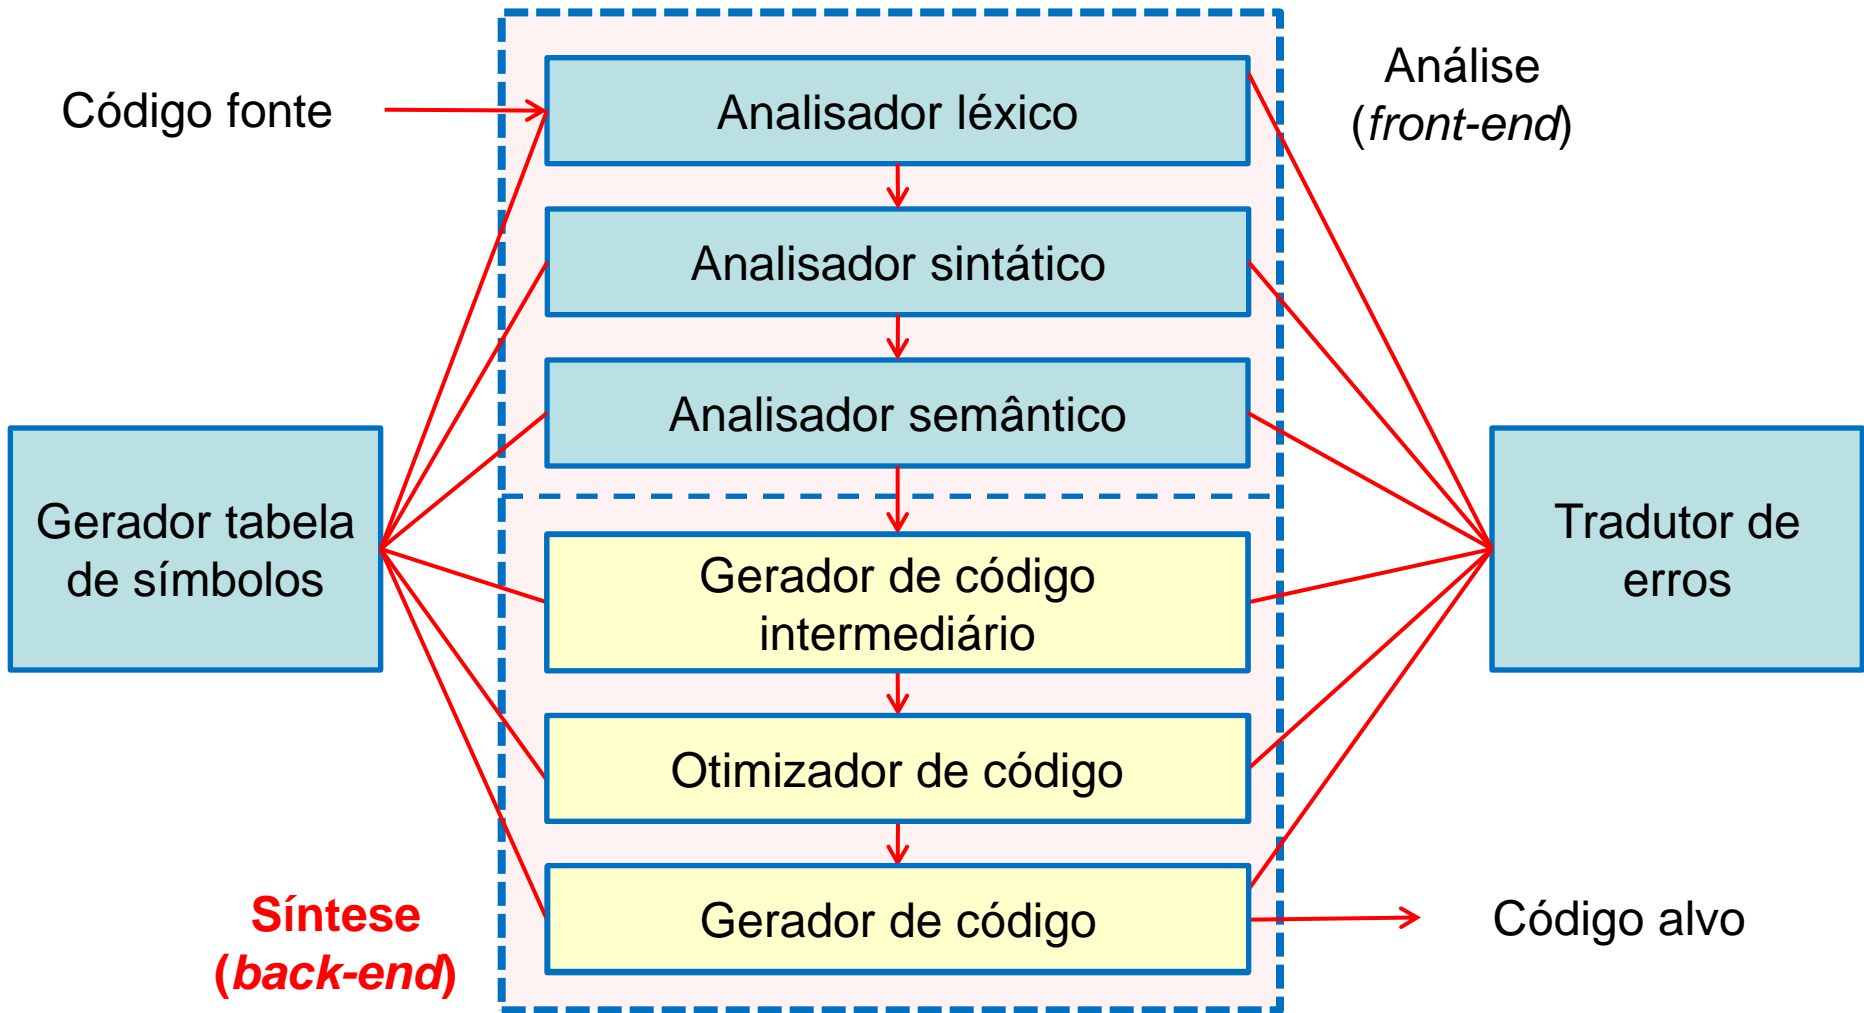 Código fonte
Analisador léxico
Análise
(front-end)
Analisador sintático
Analisador semântico
Gerador tabela
de símbolos
Tradutor de
erros
Gerador de código
intermediário
Otimizador de código
Síntese
(back-end)
Gerador de código
Código alvo